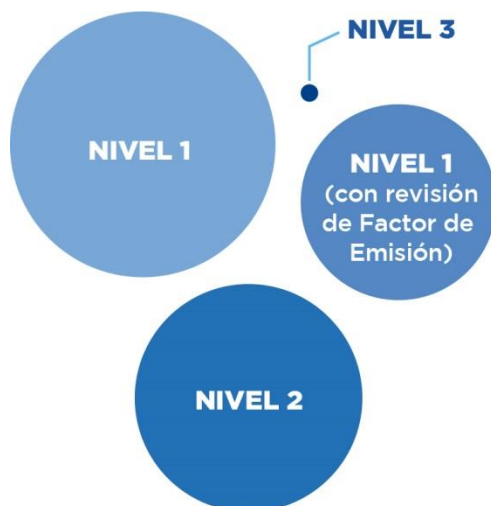 NIVEL 3
NIVEL 1
NIVEL 1
(con revisión
de Factor de
Emisión)
NIVEL 2